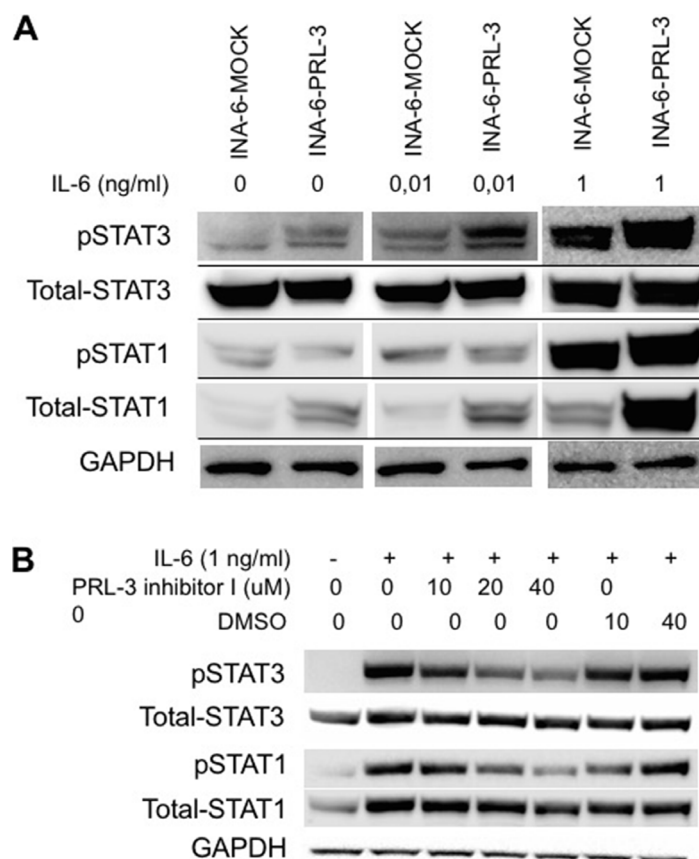 A
INA-6-MOCK INA-6-PRL-3 INA-6-MOCK INA-6-PRL-3 INA-6-MOCK INA-6-PRL-3
IL-6 (ng/ml) 0 0 0,01 0,01 1 1
pSTAT3
Total-STAT3
pSTAT1
Total-STAT1
GAPDH
B
IL-6 (1 ng/ml) - + + + + + +
PRL-3 inhibitor I (uM) 0 0 10 20 40 0
0
DMSO 0 0 0 0 0 10 40
pSTAT3
Total-STAT3
pSTAT1
Total-STAT1
GAPDH